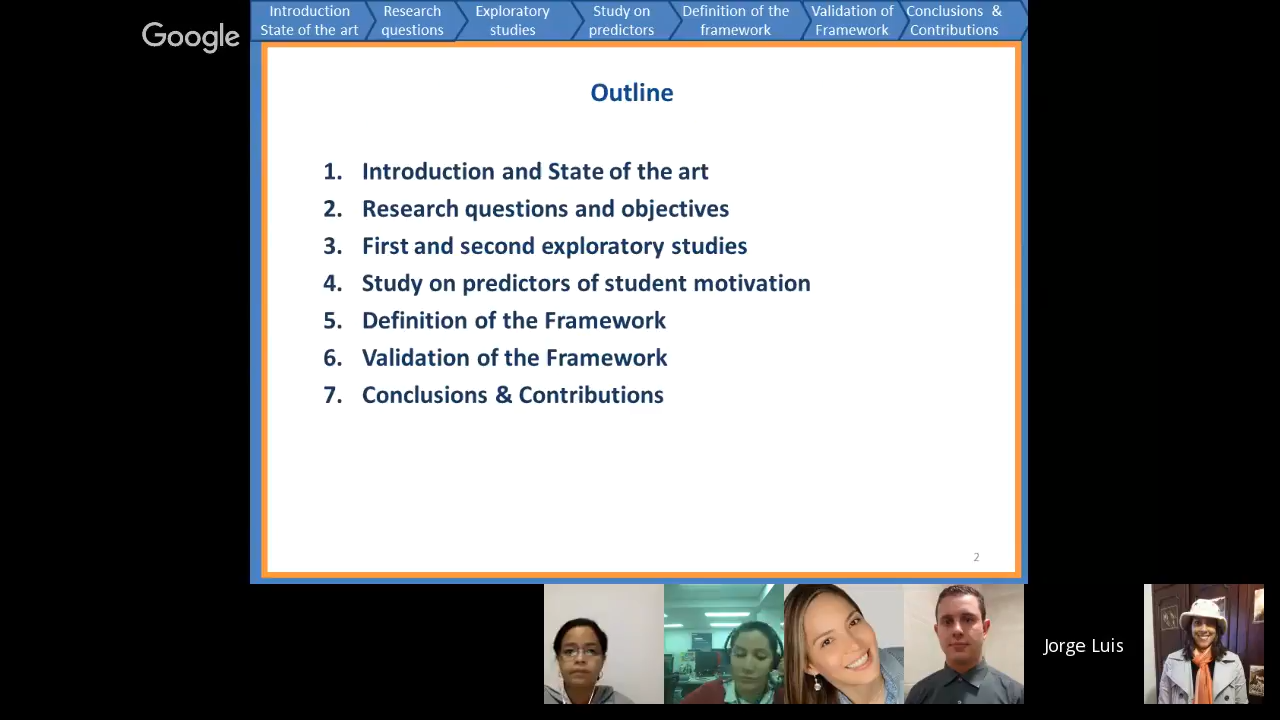 Google
Introduction
State of the art
Research
questions
Exploratory
studies
Study on
predictors
Definition of the
framework
Validation of
Framework
Conclusions &
Contributions
Outline
1. Introduction and State of the art
2. Research questions and objectives
3. First and second exploratory studies
4. Study on predictors of student motivation
5. Definition of the Framework
6. Validation of the Framework
7. Conclusions & Contributions
2
Jorge Luis